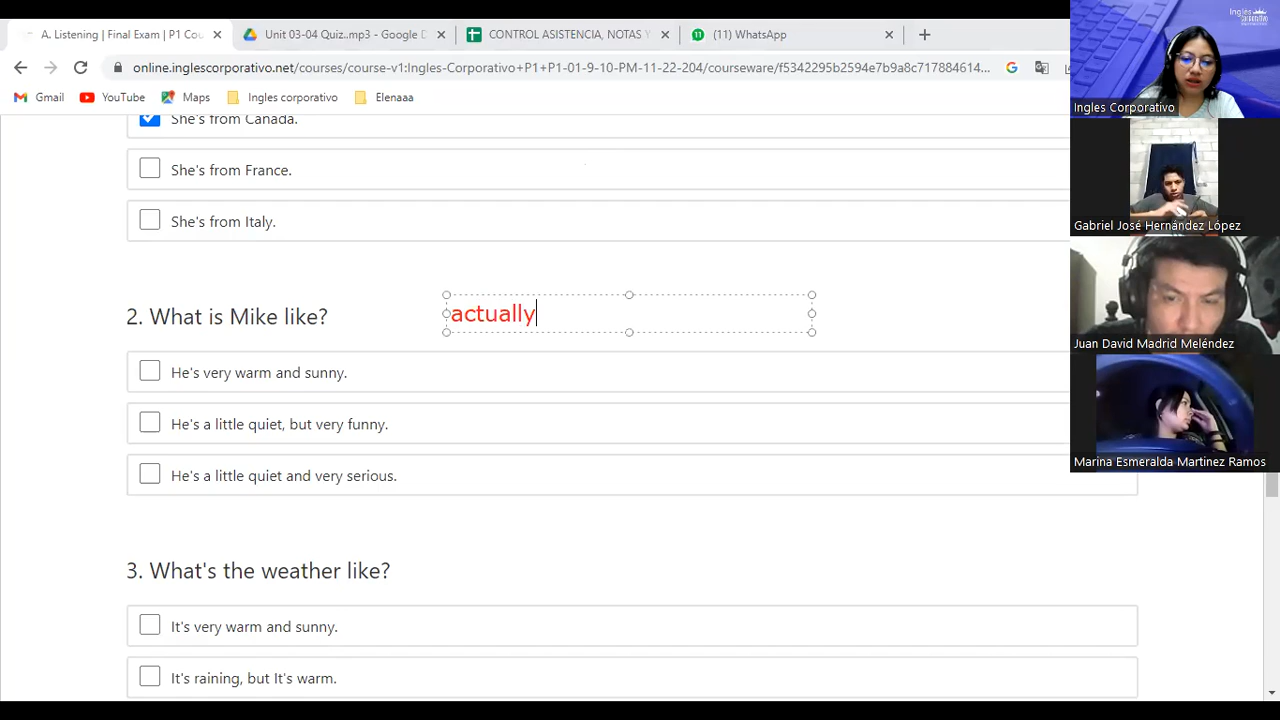 A. Listening | Final Exam | P1 Cou
Unit 03-04 Quiz..mp3 - Google D
CONTROL ASISTENCIA, NOTAS Y
11 (11) WhatsApp
online.inglescorporativo.net/courses/course-v1:Ingles-Corporativo+P1+P1-01-9-10-PM-11-22-204/courseware/f5342293b2594e7b9a8c717884614...
Gmail
YouTube
Maps
Ingles corporativo
Elenaaa
She's from Canada.
She's from France.
She's from Italy.
2. What is Mike like?
actually
He's very warm and sunny.
He's a little quiet, but very funny.
He's a little quiet and very serious.
3. What's the weather like?
It's very warm and sunny.
It's raining, but It's warm.
Ingles
Ingles Corporativo
Gabriel José Hernández López
Juan David Madrid Meléndez
Marina Esmeralda Martinez Ramos